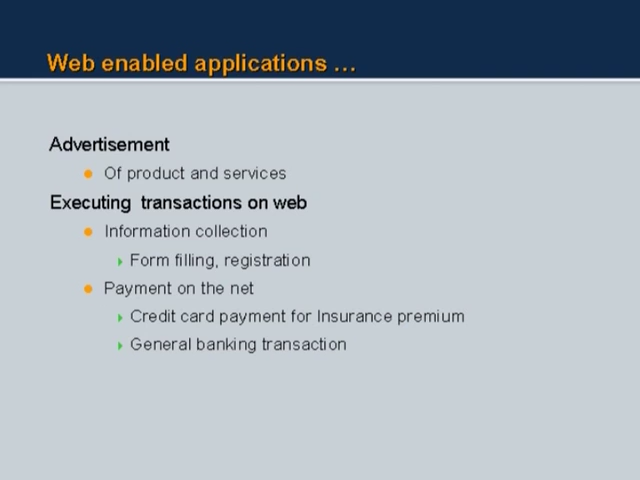 Web enabled applications ...
Advertisement
Of product and services
Executing transactions on web
Information collection
Form filling, registration
Payment on the net
Credit card payment for Insurance premium
General banking transaction